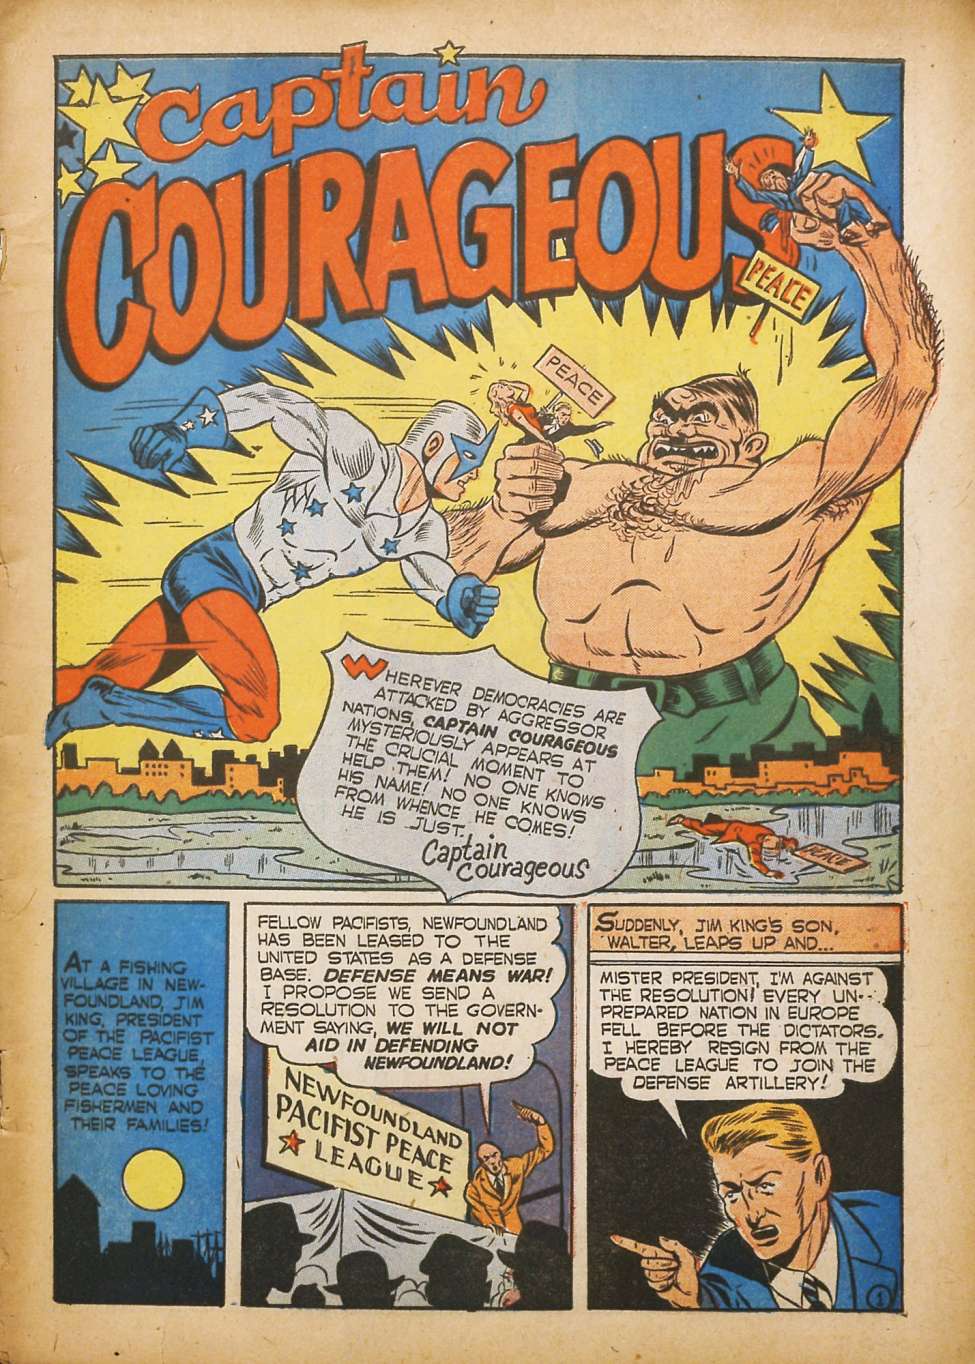 Captain
COURAGEOUS
PEACE
PEACE
WHEREVER DEMOCRACIES ARE
ATTACKED BY AGGRESSOR
NATIONS, CAPTAIN COURAGEOUS
MYSTERIOUSLY APPEARS AT
THE CRUCIAL MOMENT TO
HELP THEM! NO ONE KNOWS
HIS NAME! NO ONE KNOWS
FROM WHENCE HE COMES!
HE IS JUST.
Captain
Courageous
PEACE
AT A FISHING
VILLAGE IN NEW-
FOUNDLAND, JIM
KING, PRESIDENT
OF THE PACIFIST
PEACE LEAGUE,
SPEAKS TO THE
PEACE LOVING
FISHERMEN AND
THEIR FAMILIES!
FELLOW PACIFISTS, NEWFOUNDLAND
HAS BEEN LEASED TO THE
UNITED STATES AS A DEFENSE
BASE. DEFENSE MEANS WAR!
I PROPOSE WE SEND A
RESOLUTION TO THE GOVERN-
MENT SAYING, WE WILL NOT
AID IN DEFENDING
NEWFOUNDLAND!
NEWFOUNDLAND
PACIFIST PEACE
LEAGUE
SUDDENLY, JIM KING'S SON,
WALTER, LEAPS UP AND...
MISTER PRESIDENT, I'M AGAINST
THE RESOLUTION! EVERY UN--
PREPARED NATION IN EUROPE
FELL BEFORE THE DICTATORS.
I HEREBY RESIGN FROM THE
PEACE LEAGUE TO JOIN THE
DEFENSE ARTILLERY!
1